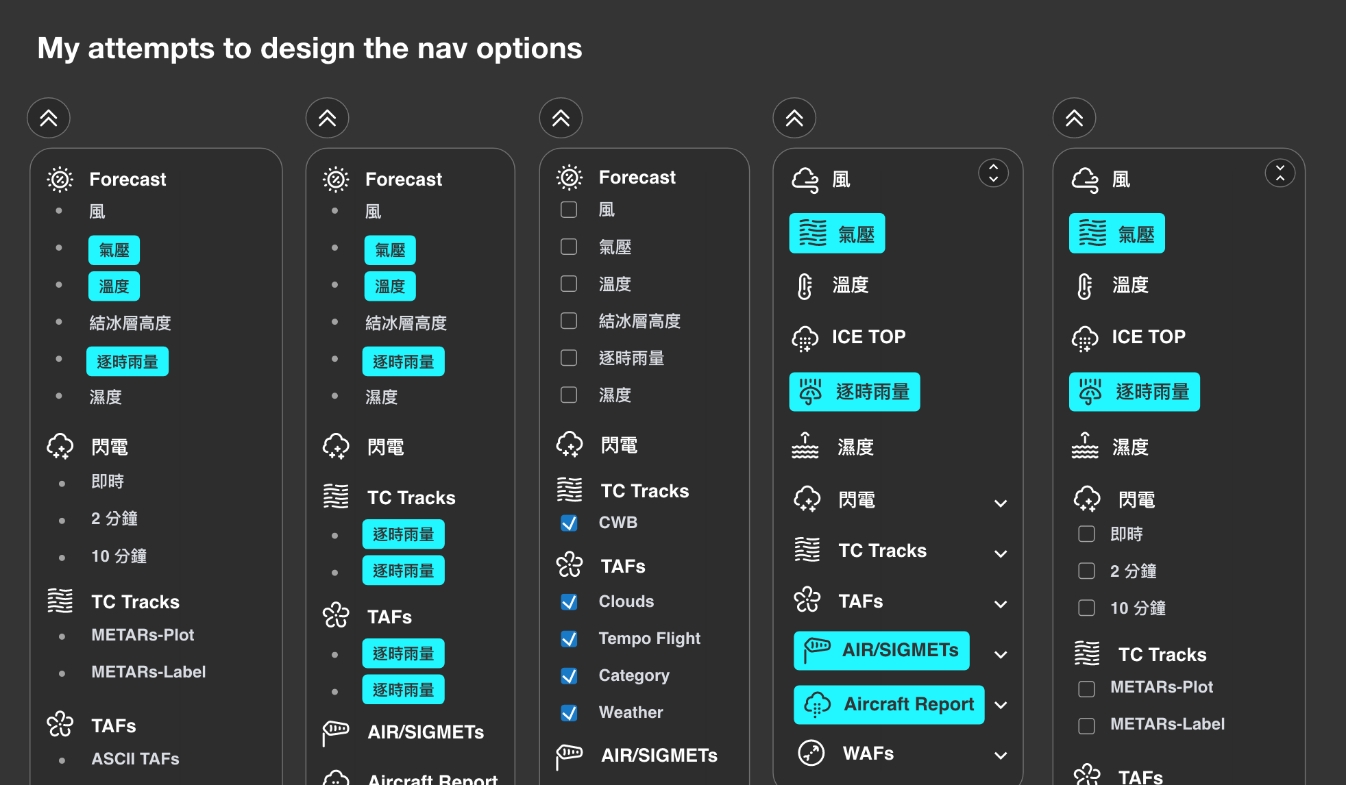 My attempts to design the nav options
Forecast
風
氣壓
溫度
結冰層高度
逐時雨量
濕度
閃電
即時
2 分鐘
10 分鐘
TC Tracks
METARs-Plot
METARs-Label
TAFs
ASCII TAFs
Forecast
風
氣壓
溫度
結冰層高度
逐時雨量
濕度
閃電
TC Tracks
逐時雨量
逐時雨量
TAFs
逐時雨量
逐時雨量
AIR/SIGMETs
Aircraft Report
Forecast
風
氣壓
溫度
結冰層高度
逐時雨量
濕度
閃電
TC Tracks
CWB
TAFs
Clouds
Tempo Flight
Category
Weather
AIR/SIGMETs
風
氣壓
溫度
ICE TOP
逐時雨量
濕度
閃電
TC Tracks
TAFs
AIR/SIGMETs
Aircraft Report
WAFs
風
氣壓
溫度
ICE TOP
逐時雨量
濕度
閃電
即時
2 分鐘
10 分鐘
TC Tracks
METARs-Plot
METARs-Label
TAFs